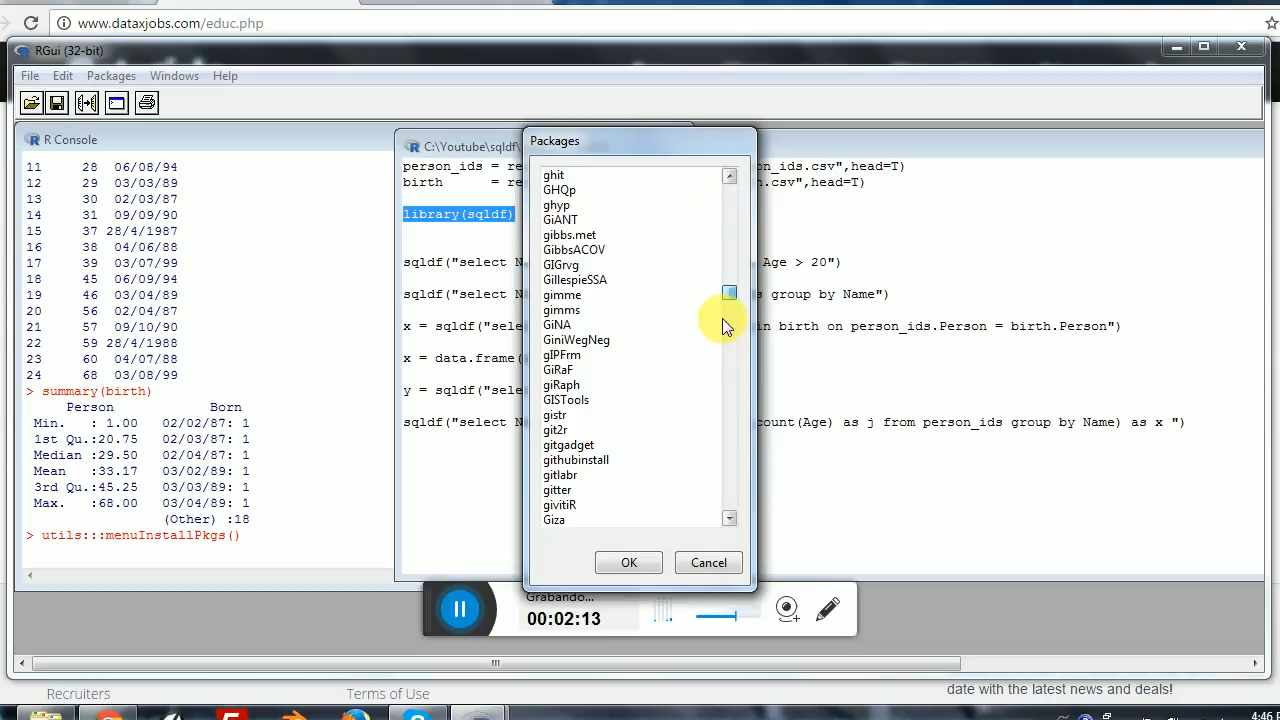 www.dataxjobs.com/educ.php
RGui (32-bit)
File Edit Packages Windows Help
R Console
11 28 06/08/94
12 29 03/03/89
13 30 02/03/87
14 31 09/09/90
15 37 28/4/1987
16 38 04/06/88
17 39 03/07/99
18 45 06/09/94
19 46 03/04/89
20 56 02/04/87
21 57 09/10/90
22 59 28/4/1988
23 60 04/07/88
24 68 03/08/99
> summary(birth)
Person Born
Min. : 1.00 02/02/87: 1
1st Qu.:20.75 02/03/87: 1
Median :29.50 02/04/87: 1
Mean :33.17 03/02/89: 1
3rd Qu.:45.25 03/03/89: 1
Max. :68.00 03/04/89: 1
(Other) :18
> utils:::menuInstallPkgs()
C:\Youtube\sqldf\
person_ids = re
n_ids.csv",head=T)
birth = re
n.csv",head=T)
library(sqldf)
sqldf("select N
Age > 20")
sqldf("select N
s group by Name")
x = sqldf("sele
in birth on person_ids.Person = birth.Person")
x = data.frame(
y = sqldf("sele
sqldf("select N
count(Age) as j from person_ids group by Name) as x ")
Packages
ghit
GHQp
ghyp
GiANT
gibbs.met
GibbsACOV
GIGrvg
GillespieSSA
gimme
gimms
GiNA
GiniWegNeg
gIPFrm
GiRaF
giRaph
GISTools
gistr
git2r
gitgadget
githubinstall
gitlabr
gitter
givitiR
Giza
OK Cancel
Grabando...
00:02:13
Recruiters Terms of Use
date with the latest news and deals!